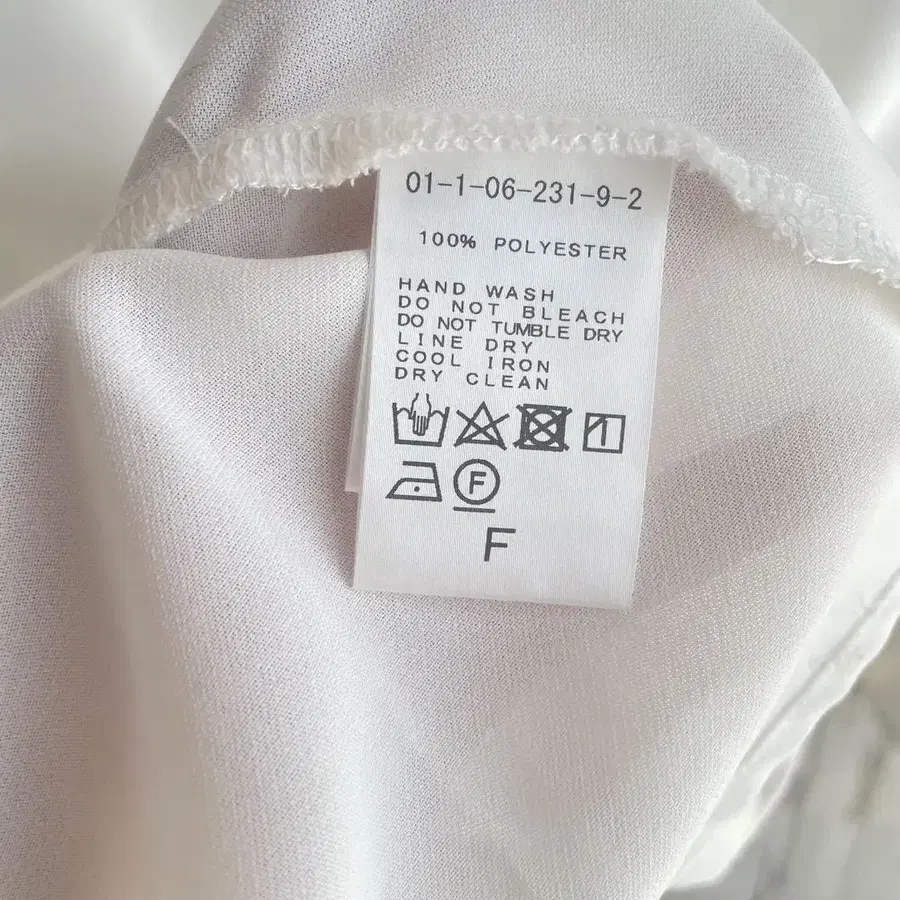 01-1-06-231-9-2
100% POLYESTER
HAND WASH
DO NOT BLEACH
DO NOT TUMBLE DRY
LINE DRY
COOL IRON
DRY CLEAN
F
F